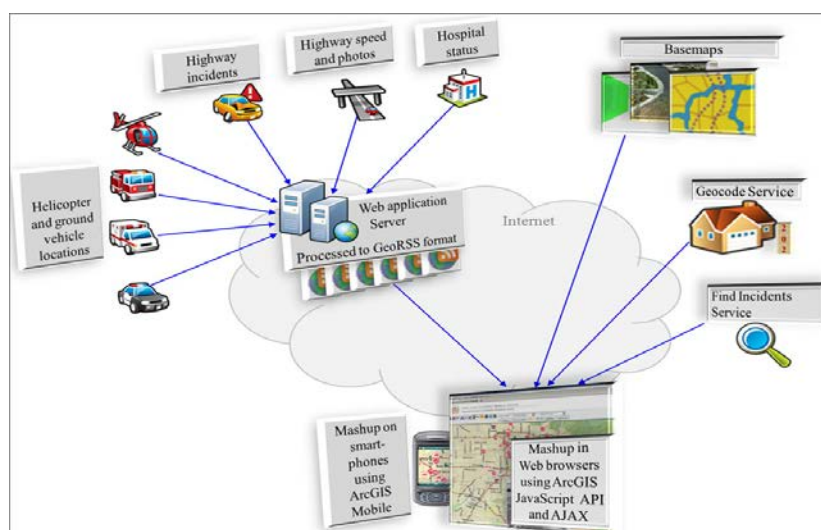 Highway
incidents
Highway speed
and photos
Hospital
status
Basemaps
Helicopter
and ground
vehicle
locations
Web application
Server
Processed to GeoRSS format
Internet
Geocode Service
Find Incidents
Service
Mashup on
smart-
phones
using
ArcGIS
Mobile
Mashup in
Web browsers
using ArcGIS
JavaScript API
and AJAX